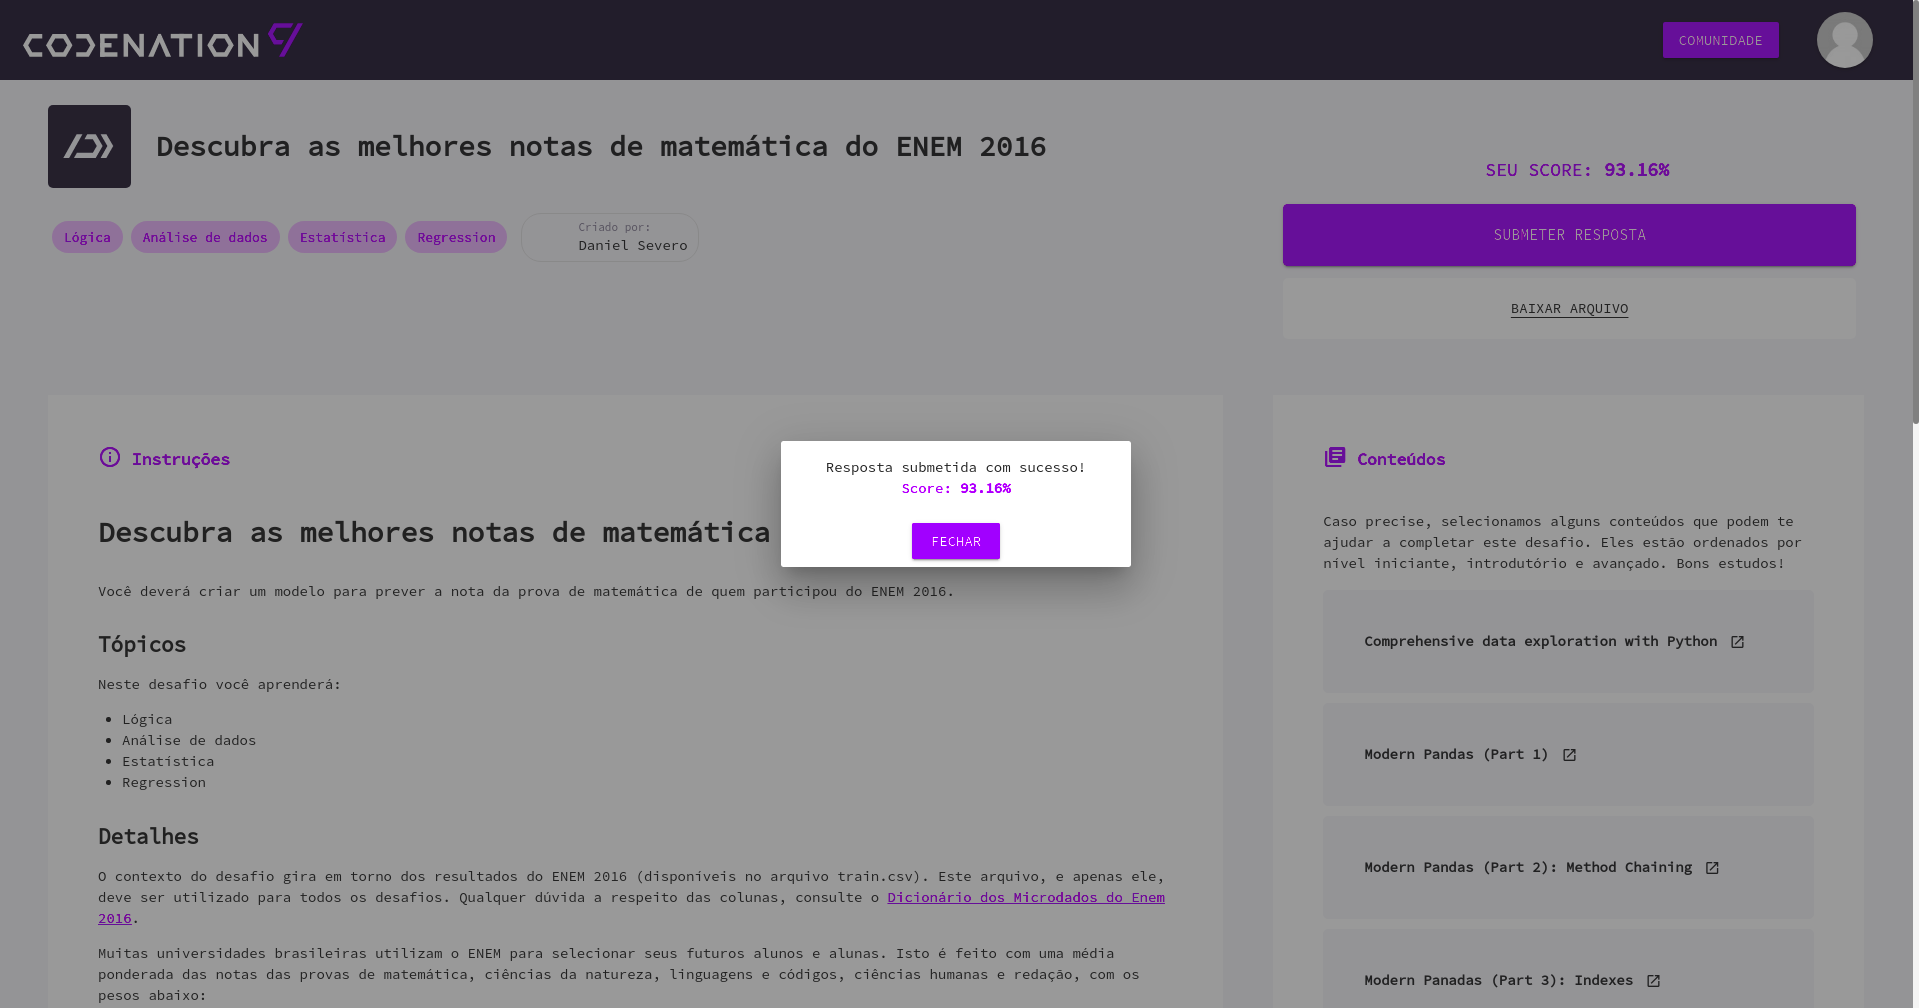 CODENATION
COMUNIDADE
Descubra as melhores notas de matemática do ENEM 2016
Lógica
Análise de dados
Estatística
Regression
Criado por:
Daniel Severo
SEU SCORE: 93.16%
SUBMETER RESPOSTA
BAIXAR ARQUIVO
Resposta submetida com sucesso!
Score: 93.16%
FECHAR
Instruções
Descubra as melhores notas de matemática
Você deverá criar um modelo para prever a nota da prova de matemática de quem participou do ENEM 2016.
Tópicos
Neste desafio você aprenderá:
Lógica
Análise de dados
Estatística
Regression
Detalhes
O contexto do desafio gira em torno dos resultados do ENEM 2016 (disponíveis no arquivo train.csv). Este arquivo, e apenas ele,
deve ser utilizado para todos os desafios. Qualquer dúvida a respeito das colunas, consulte o Dicionário dos Microdados do Enem
2016.
Muitas universidades brasileiras utilizam o ENEM para selecionar seus futuros alunos e alunas. Isto é feito com uma média
ponderada das notas das provas de matemática, ciências da natureza, linguagens e códigos, ciências humanas e redação, com os
pesos abaixo:
Conteúdos
Caso precise, selecionamos alguns conteúdos que podem te
ajudar a completar este desafio. Eles estão ordenados por
nível iniciante, introdutório e avançado. Bons estudos!
Comprehensive data exploration with Python
Modern Pandas (Part 1)
Modern Pandas (Part 2): Method Chaining
Modern Panadas (Part 3): Indexes